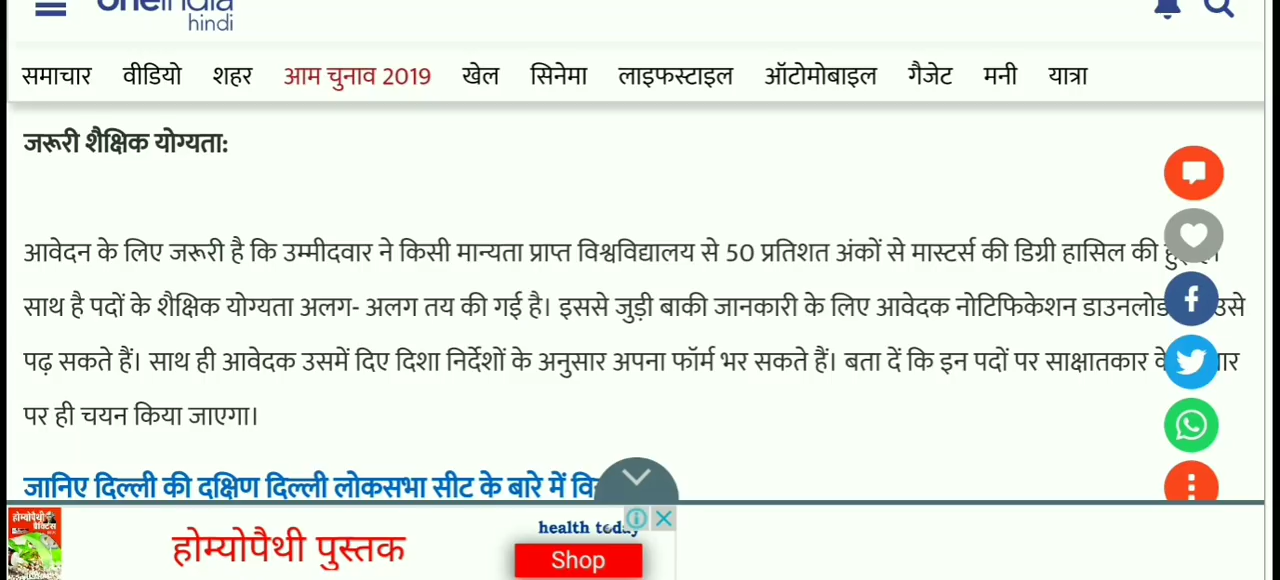 oneindia
hindi
समाचार वीडियो शहर आम चुनाव 2019 खेल सिनेमा लाइफस्टाइल ऑटोमोबाइल गैजेट मनी यात्रा
जरूरी शैक्षिक योग्यता:
आवेदन के लिए जरूरी है कि उम्मीदवार ने किसी मान्यता प्राप्त विश्वविद्यालय से 50 प्रतिशत अंकों से मास्टर्स की डिग्री हासिल की
साथ है पदों के शैक्षिक योग्यता अलग- अलग तय की गई है। इससे जुड़ी बाकी जानकारी के लिए आवेदक नोटिफिकेशन डाउनलोड उसे
पढ़ सकते हैं। साथ ही आवेदक उसमें दिए दिशा निर्देशों के अनुसार अपना फॉर्म भर सकते हैं। बता दें कि इन पदों पर साक्षातकार
पर ही चयन किया जाएगा।
जानिए दिल्ली की दक्षिण दिल्ली लोकसभा सीट के बारे में
होम्योपैथी पुस्तक
health today
Shop